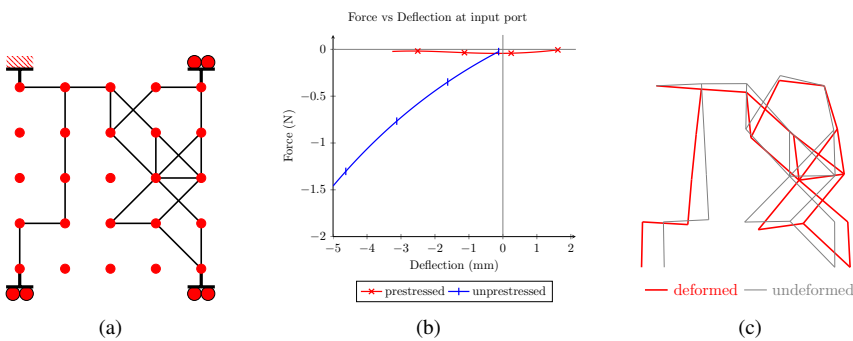 Force vs Deflection at input port
0
−0.5
−1
−1.5
−2
Force (N)
−5 −4 −3 −2 −1 0 1 2
Deflection (mm)
prestressed unprestressed
deformed undeformed
(a) (b) (c)